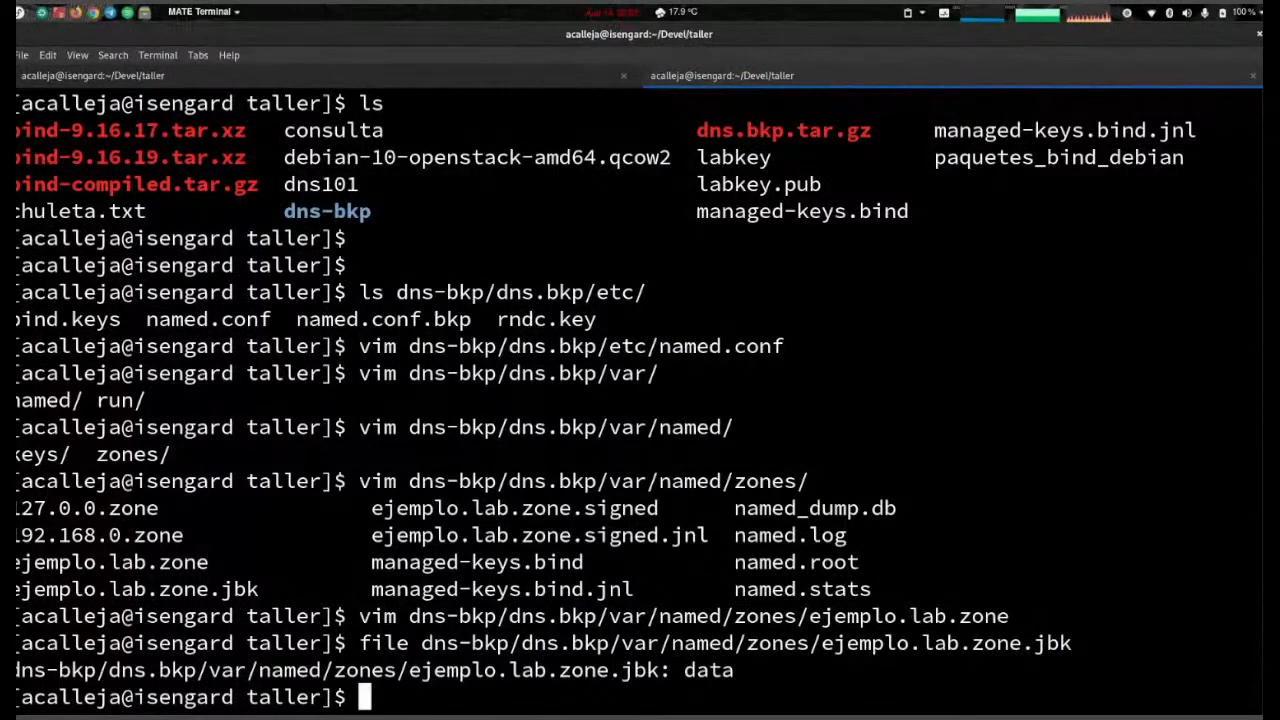 MATE Terminal
17.9 °C
100 %
acalleja@isengard:~/Devel/taller
File Edit View Search Terminal Tabs Help
acalleja@isengard:~/Devel/taller × acalleja@isengard:~/Devel/taller ×
[acalleja@isengard taller]$ ls
bind-9.16.17.tar.xz consulta dns.bkp.tar.gz managed-keys.bind.jnl
bind-9.16.19.tar.xz debian-10-openstack-amd64.qcow2 labkey paquetes_bind_debian
bind-compiled.tar.gz dns101 labkey.pub
chuleta.txt dns-bkp managed-keys.bind
[acalleja@isengard taller]$
[acalleja@isengard taller]$
[acalleja@isengard taller]$ ls dns-bkp/dns.bkp/etc/
bind.keys named.conf named.conf.bkp rndc.key
[acalleja@isengard taller]$ vim dns-bkp/dns.bkp/etc/named.conf
[acalleja@isengard taller]$ vim dns-bkp/dns.bkp/var/
named/ run/
[acalleja@isengard taller]$ vim dns-bkp/dns.bkp/var/named/
keys/ zones/
[acalleja@isengard taller]$ vim dns-bkp/dns.bkp/var/named/zones/
127.0.0.zone ejemplo.lab.zone.signed named_dump.db
192.168.0.zone ejemplo.lab.zone.signed.jnl named.log
ejemplo.lab.zone managed-keys.bind named.root
ejemplo.lab.zone.jbk managed-keys.bind.jnl named.stats
[acalleja@isengard taller]$ vim dns-bkp/dns.bkp/var/named/zones/ejemplo.lab.zone
[acalleja@isengard taller]$ file dns-bkp/dns.bkp/var/named/zones/ejemplo.lab.zone.jbk
dns-bkp/dns.bkp/var/named/zones/ejemplo.lab.zone.jbk: data
[acalleja@isengard taller]$